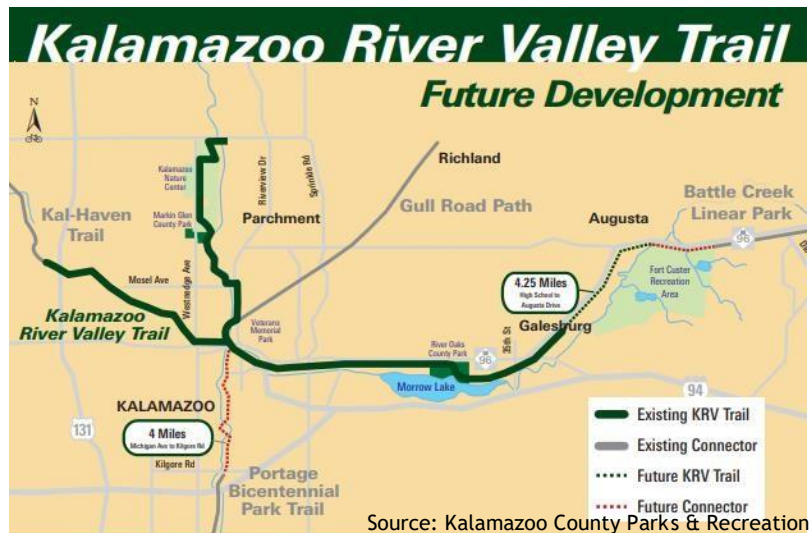 Kalamazoo River Valley Trail
Future Development
N
Kalamazoo
Nature
Center
Riverview Dr
Sprinkle Rd
Richland
Markin Glen
County Park
Parchment
Gull Road Path
Battle Creek
Linear Park
Kal-Haven
Trail
Augusta
96
Westnedge Ave
Mosel Ave
4.25 Miles
High School to
Augusta Drive
Fort Custer
Recreation
Area
Kalamazoo
River Valley Trail
Veterans
Memorial
Park
Galesburg
35th St
River Oaks
County Park
M
96
Morrow Lake
94
KALAMAZOO
131
4 Miles
Michigan Ave to Kilgore Rd
Kilgore Rd
Portage
Bicentennial
Park Trail
Existing KRV Trail
Existing Connector
Future KRV Trail
Future Connector
Source: Kalamazoo County Parks & Recreation